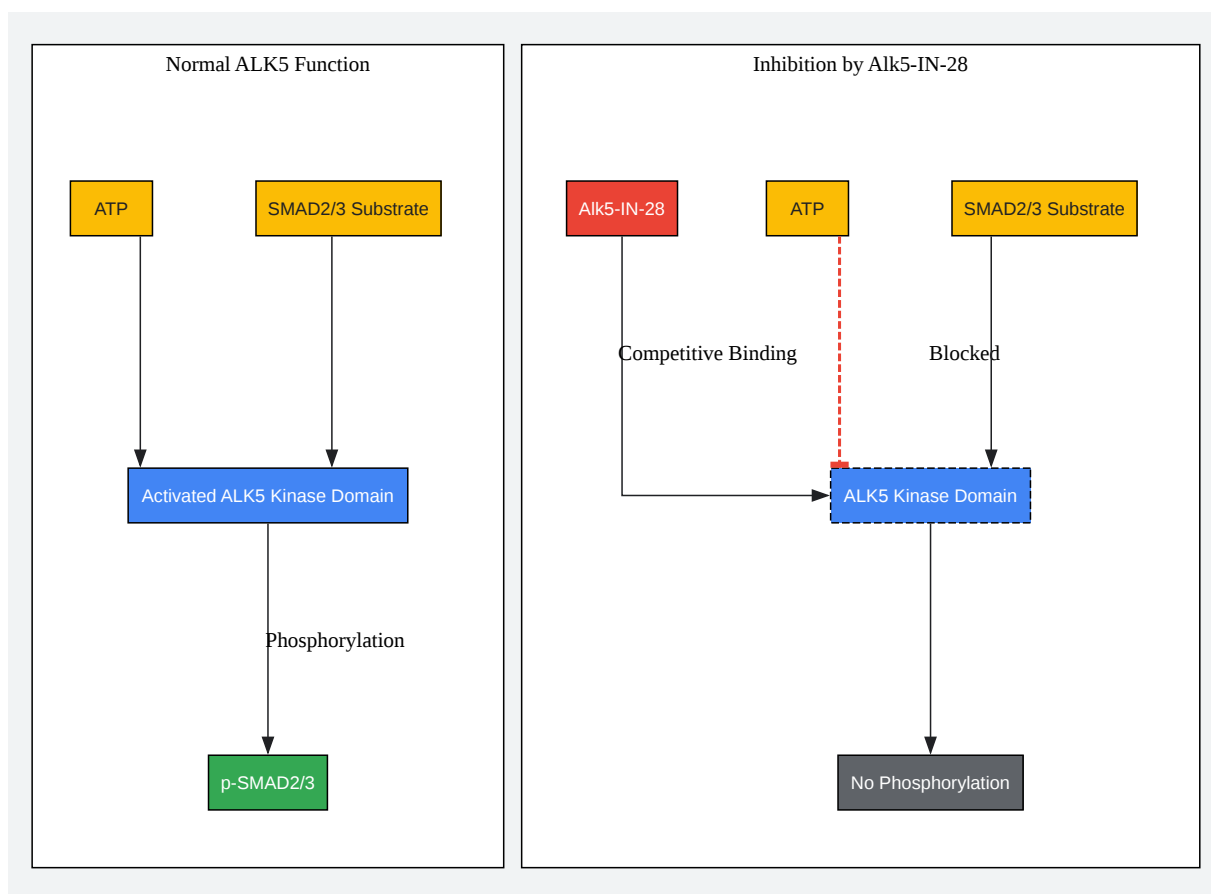 Normal ALK5 Function
ATP
SMAD2/3 Substrate
Activated ALK5 Kinase Domain
Phosphorylation
p-SMAD2/3
Inhibition by Alk5-IN-28
Alk5-IN-28
ATP
SMAD2/3 Substrate
Competitive Binding
Blocked
ALK5 Kinase Domain
No Phosphorylation